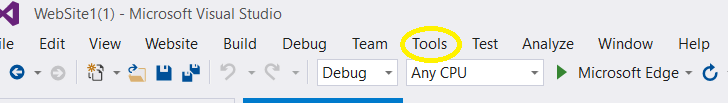 WebSite1(1) - Microsoft Visual Studio
ile Edit View Website Build Debug Team Tools Test Analyze Window Help
Debug Any CPU Microsoft Edge